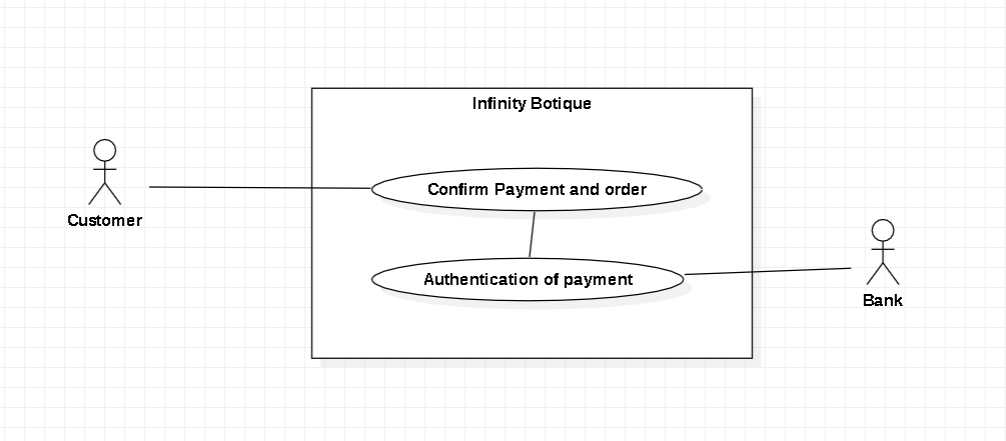 Infinity Botique
Confirm Payment and order
Customer
Authentication of payment
Bank